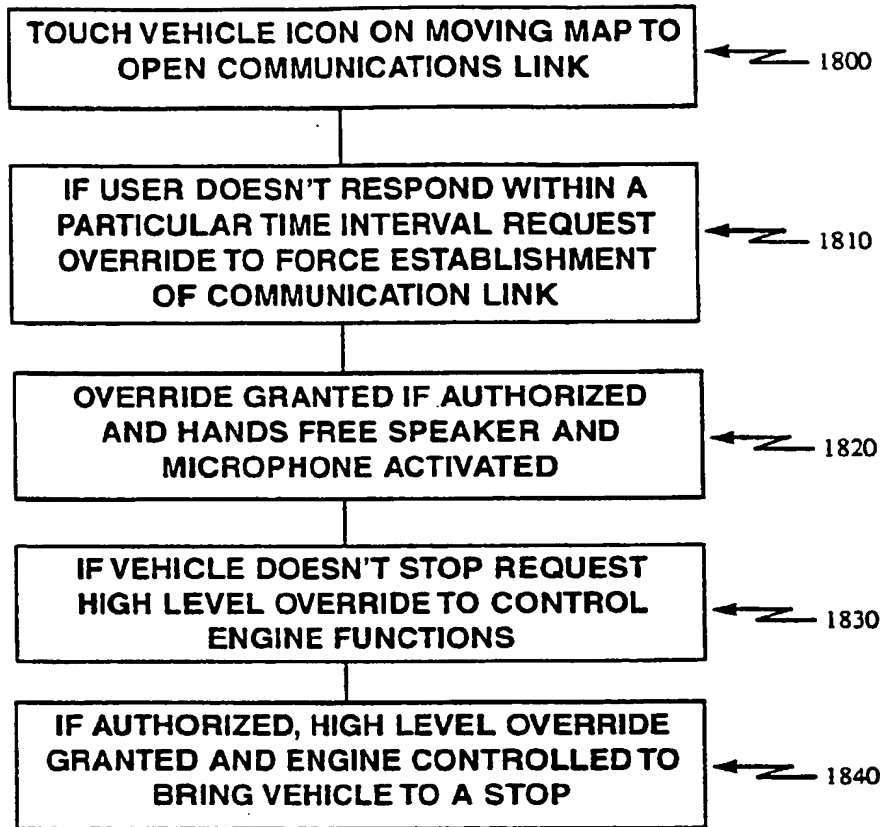 TOUCH VEHICLE ICON ON MOVING MAP TO
OPEN COMMUNICATIONS LINK
1800
IF USER DOESN'T RESPOND WITHIN A
PARTICULAR TIME INTERVAL REQUEST
OVERRIDE TO FORCE ESTABLISHMENT
OF COMMUNICATION LINK
1810
OVERRIDE GRANTED IF AUTHORIZED
AND HANDS FREE SPEAKER AND
MICROPHONE ACTIVATED
1820
IF VEHICLE DOESN'T STOP REQUEST
HIGH LEVEL OVERRIDE TO CONTROL
ENGINE FUNCTIONS
1830
IF AUTHORIZED, HIGH LEVEL OVERRIDE
GRANTED AND ENGINE CONTROLLED TO
BRING VEHICLE TO A STOP
1840